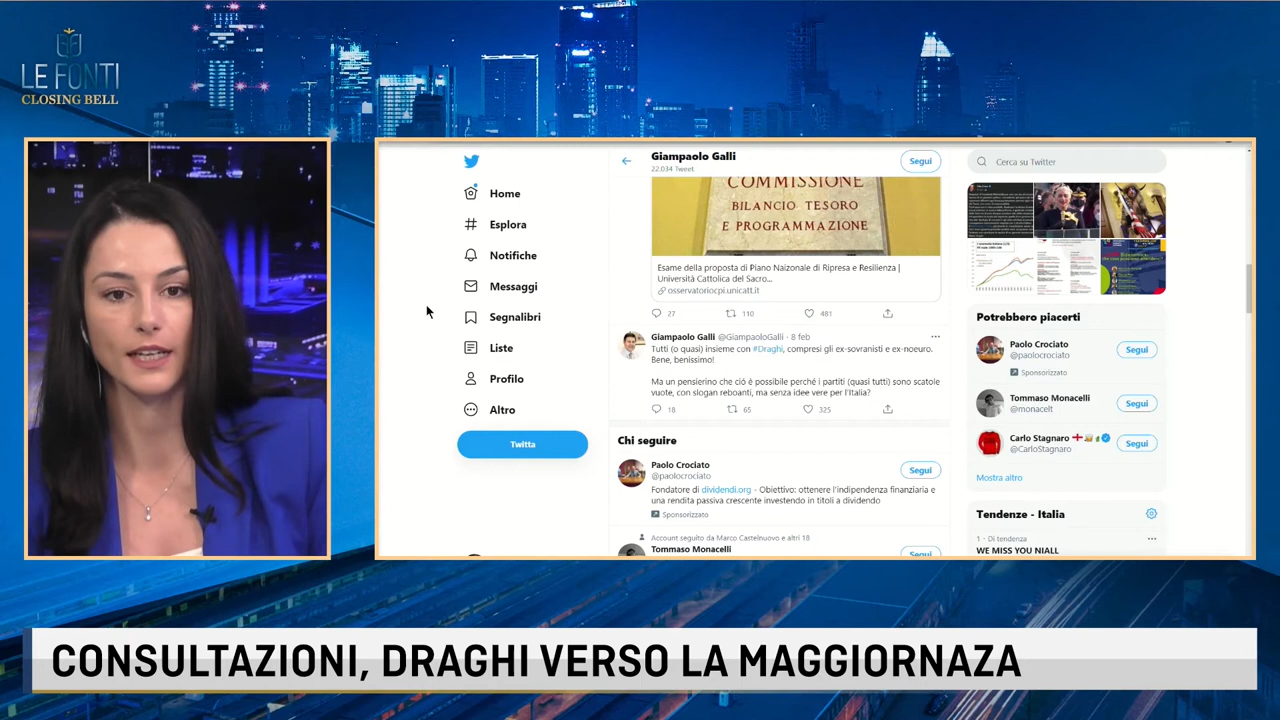 LE FONTI
CLOSING BELL
Home
Esplora
Notifiche
Messaggi
Segnalibri
Liste
Profilo
Altro
Twitta
Giampaolo Galli
22.034 Tweet
Segui
COMMISSIONE
BILANCIO TESORO
E PROGRAMMAZIONE
Esame della proposta di Piano Naizonale di Ripresa e Resilienza |
Università Cattolica del Sacro...
osservatoriocpi.unicatt.it
27 110 481
Giampaolo Galli @GiampaoloGalli · 8 feb
Tutti (o quasi) insieme con #Draghi, compresi gli ex-sovranisti e ex-noeuro.
Bene, benissimo!
Ma un pensierino che ciò è possibile perché i partiti (quasi tutti) sono scatole
vuote, con slogan reboanti, ma senza idee vere per l'Italia?
18 65 325
Chi seguire
Paolo Crociato
@paolocrociato
Segui
Fondatore di dividendi.org - Obiettivo: ottenere l'indipendenza finanziaria e
una rendita passiva crescente investendo in titoli a dividendo
Sponsorizzato
Account seguito da Marco Castelnuovo e altri 18
Tommaso Monacelli
Segui
Cerca su Twitter
Potrebbero piacerti
Paolo Crociato
@paolocrociato
Segui
Sponsorizzato
Tommaso Monacelli
@monacelt
Segui
Carlo Stagnaro
@CarloStagnaro
Segui
Mostra altro
Tendenze - Italia
1 · Di tendenza
WE MISS YOU NIALL
CONSULTAZIONI, DRAGHI VERSO LA MAGGIORNAZA